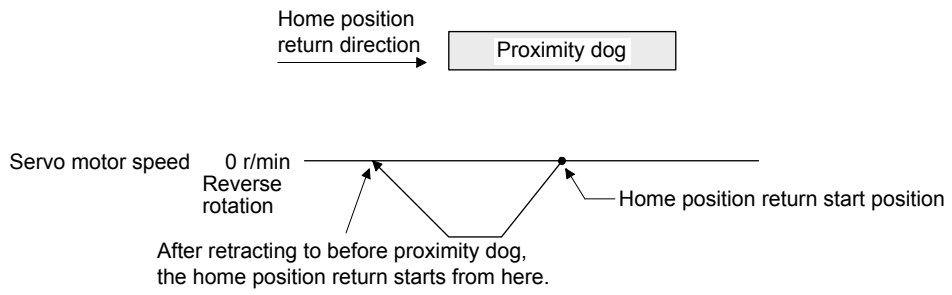 Home position
return direction
Proximity dog
Servo motor speed 0 r/min
Reverse
rotation
Home position return start position
After retracting to before proximity dog,
the home position return starts from here.